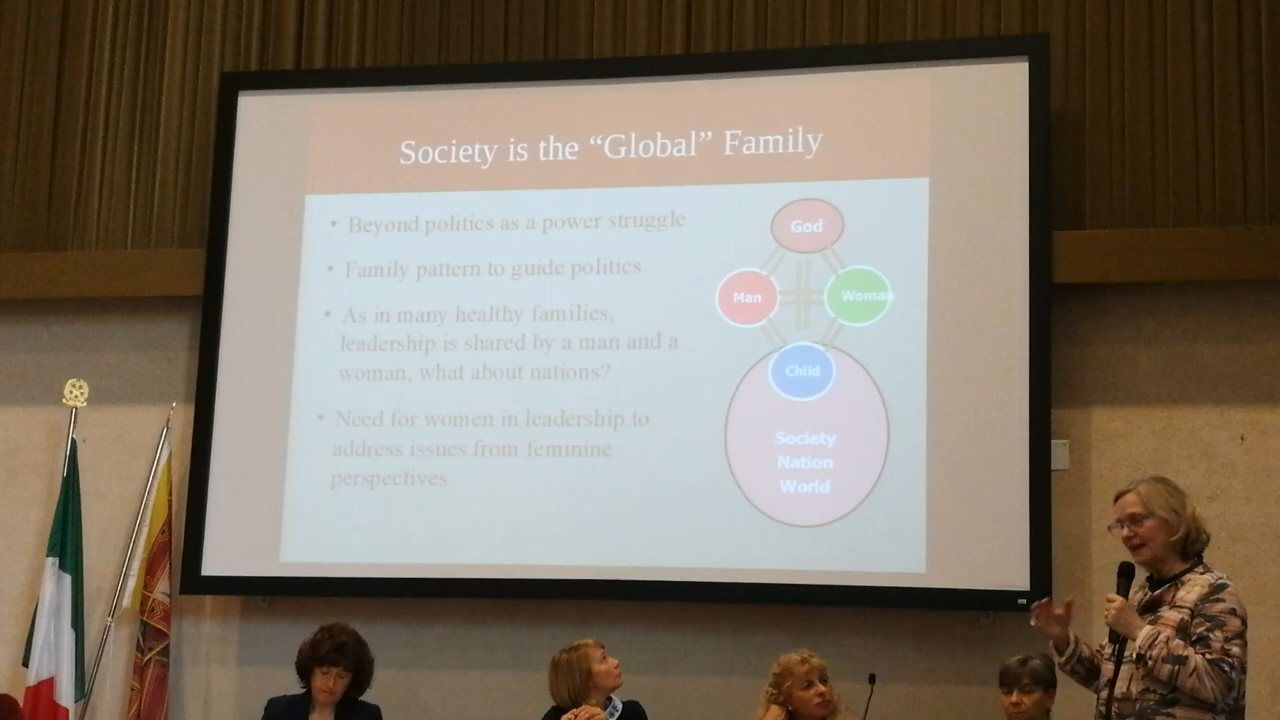 Society is the “Global” Family
• Beyond politics as a power struggle
• Family pattern to guide politics
• As in many healthy families,
leadership is shared by a man and a
woman, what about nations?
• Need for women in leadership to
address issues from feminine
perspectives
God
Man
Woman
Child
Society
Nation
World